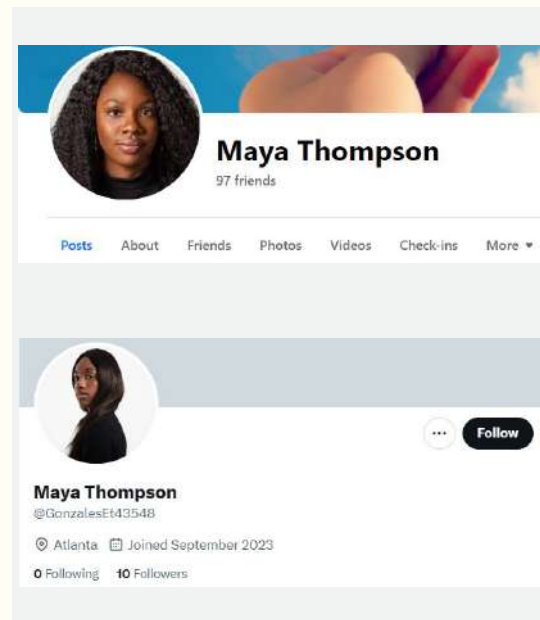 Maya Thompson
97 friends
Posts About Friends Photos Videos Check-ins More ▾
··· Follow
Maya Thompson
@GonzalesEt43548
Atlanta Joined September 2023
0 Following 10 Followers